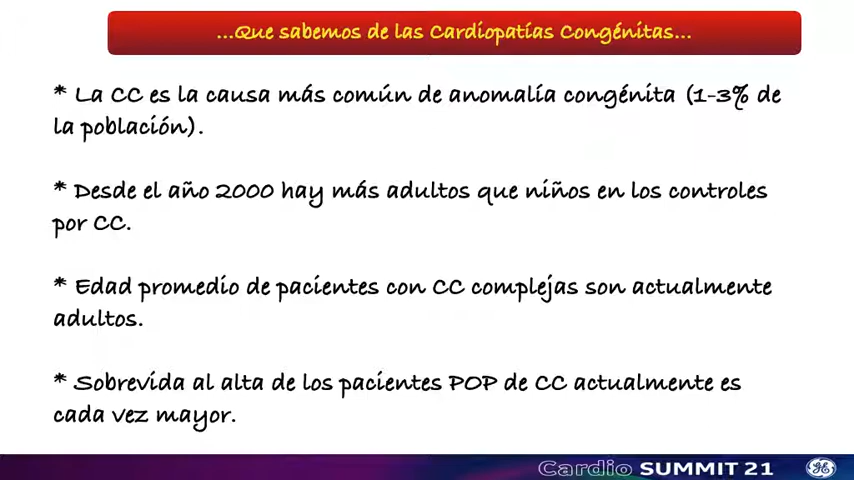 ...Que sabemos de las Cardiopatías Congénitas...
* La CC es la causa más común de anomalía congénita (1-3% de
la población).
* Desde el año 2000 hay más adultos que niños en los controles
por CC.
* Edad promedio de pacientes con CC complejas son actualmente
adultos.
* Sobrevida al alta de los pacientes POP de CC actualmente es
cada vez mayor.
Cardio SUMMIT 21